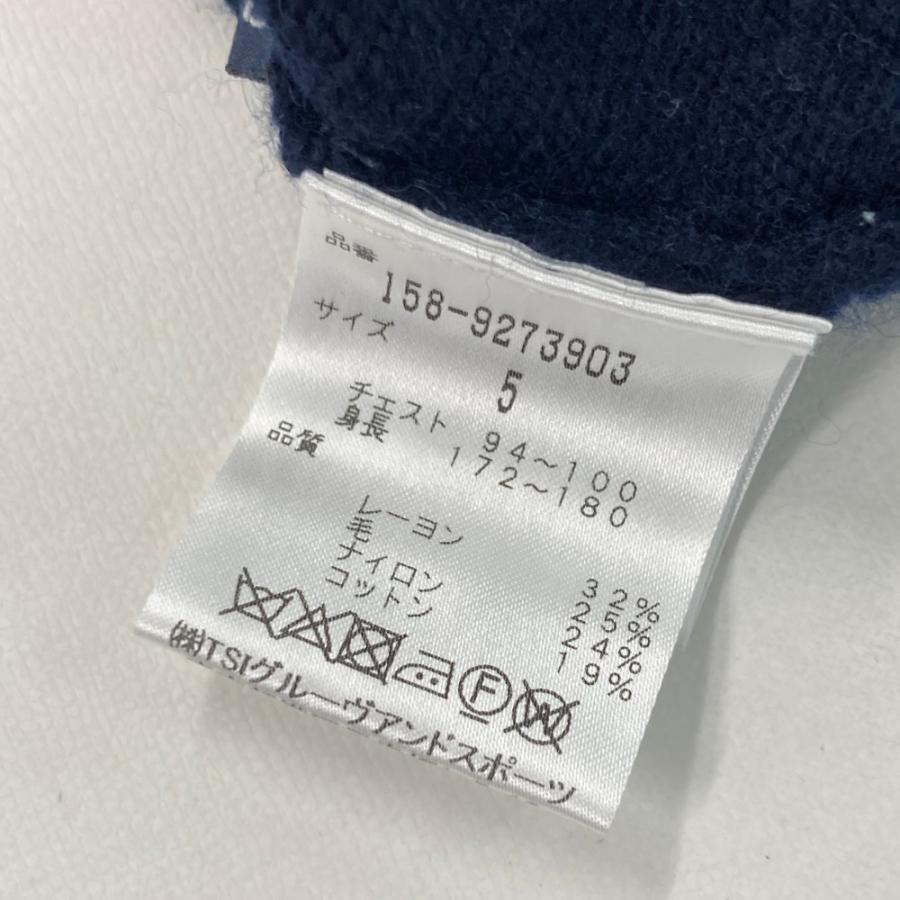 品番
158-9273903
サイズ
5
チェスト 94～100
身長 172～180
品質
レーヨン 32%
毛 25%
ナイロン 24%
コットン 19%
F W
(株)TSIグルーヴアンドスポーツ